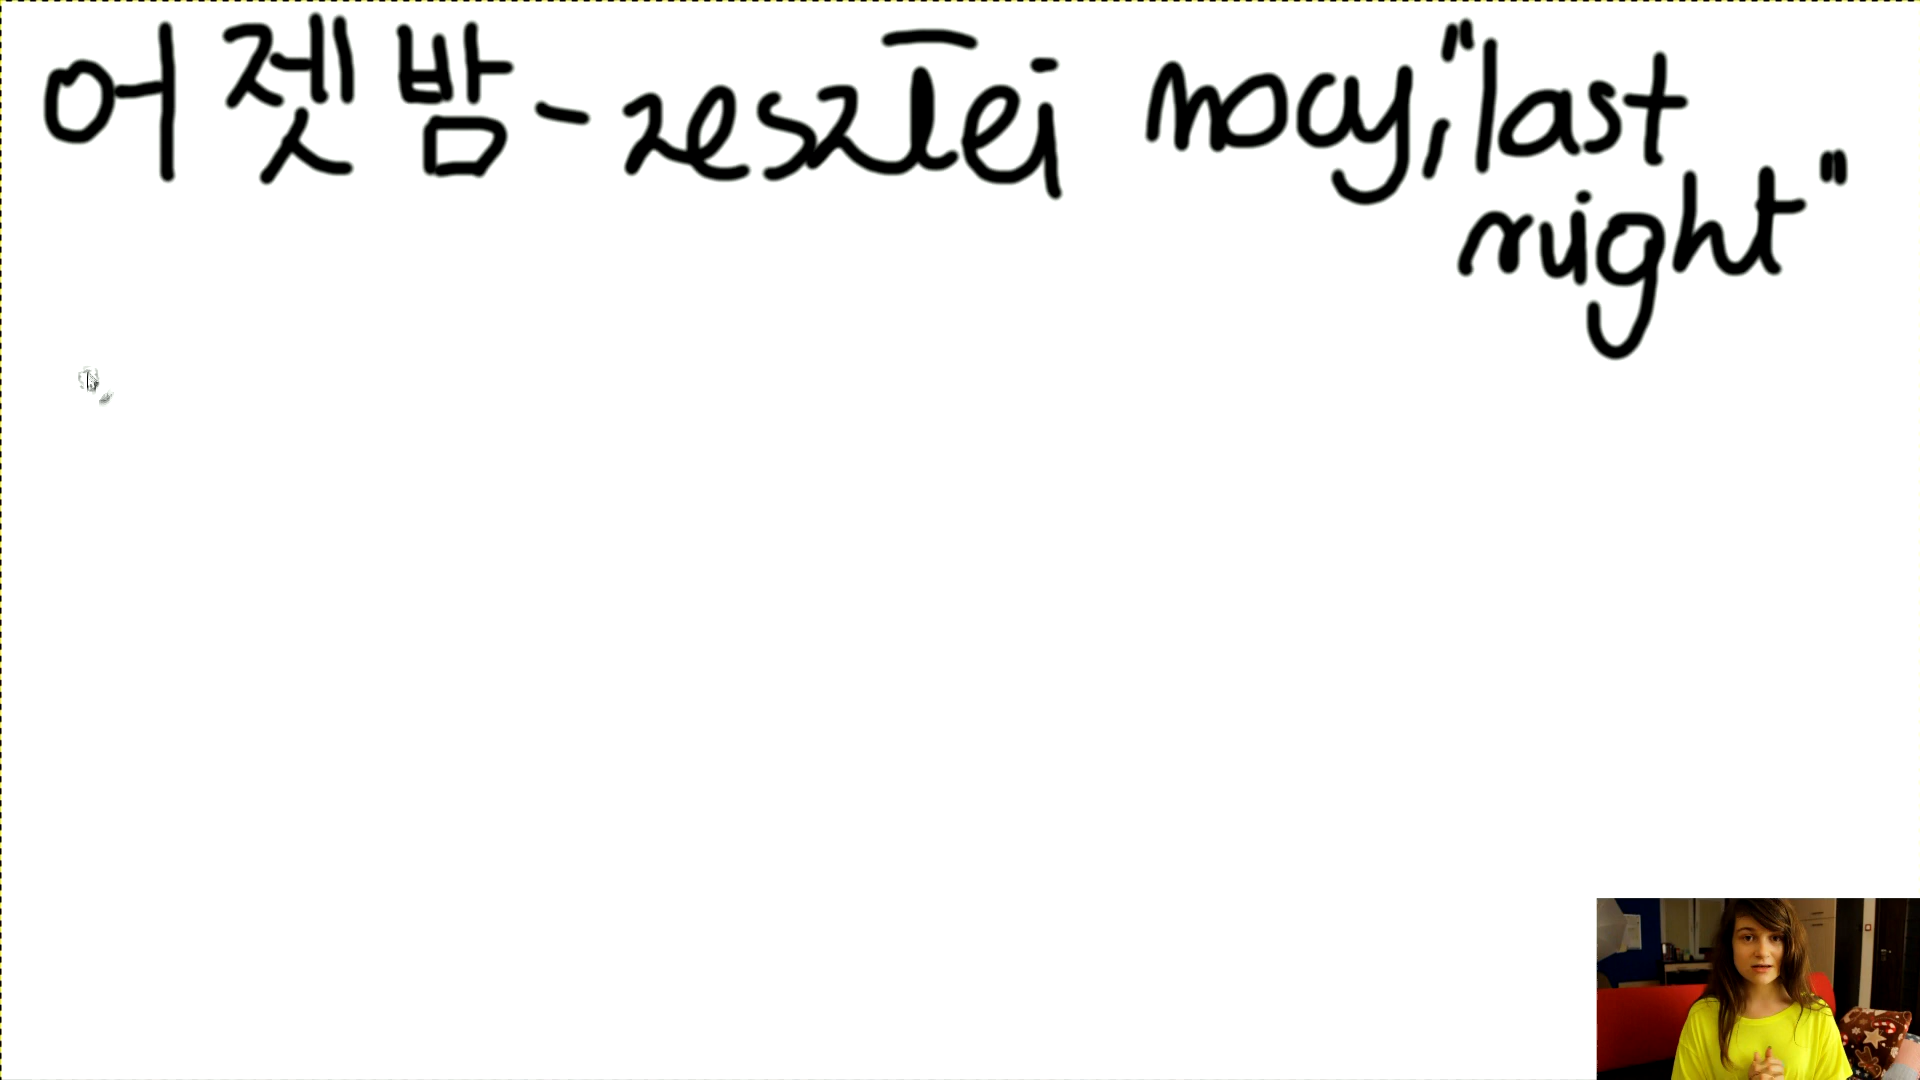 어젯밤 - zeszłej nocy, "last
night"